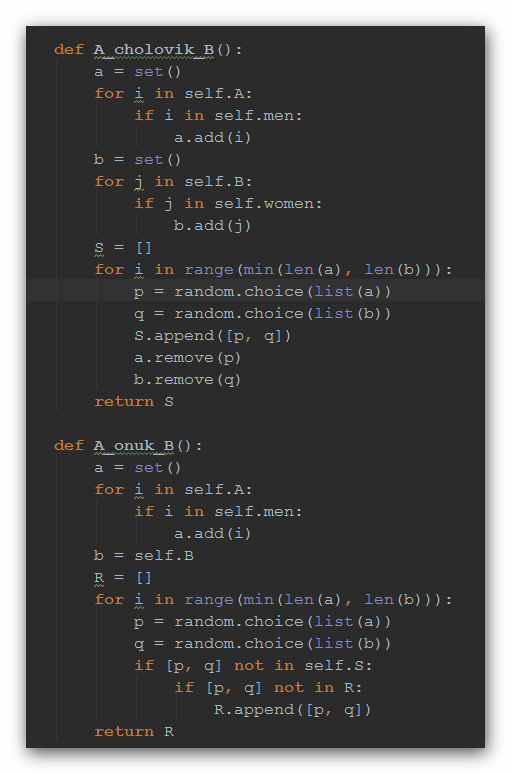 def A_cholovik_B():
    a = set()
    for i in self.A:
        if i in self.men:
            a.add(i)
    b = set()
    for j in self.B:
        if j in self.women:
            b.add(j)
    S = []
    for i in range(min(len(a), len(b))):
        p = random.choice(list(a))
        q = random.choice(list(b))
        S.append([p, q])
        a.remove(p)
        b.remove(q)
    return S

def A_onuk_B():
    a = set()
    for i in self.A:
        if i in self.men:
            a.add(i)
    b = self.B
    R = []
    for i in range(min(len(a), len(b))):
        p = random.choice(list(a))
        q = random.choice(list(b))
        if [p, q] not in self.S:
            if [p, q] not in R:
                R.append([p, q])
    return R